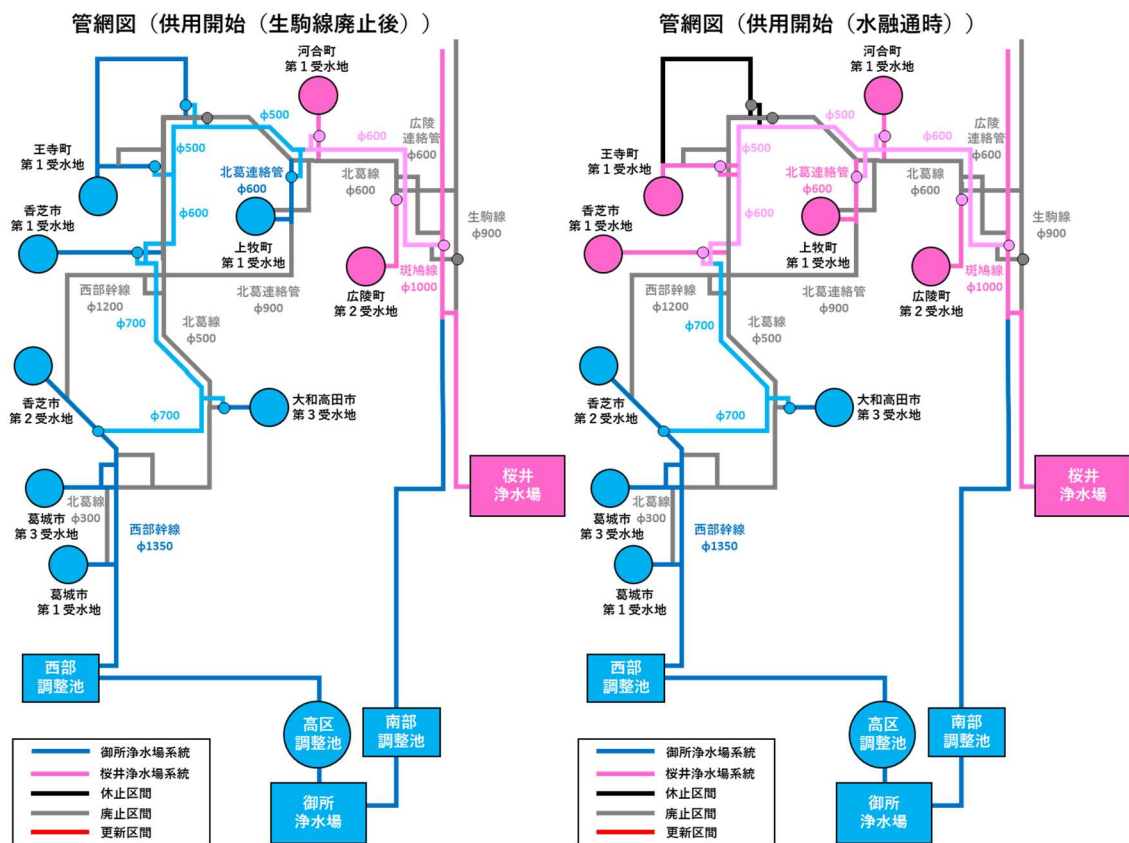 管網図（供用開始（生駒線廃止後））
河合町
第１受水地
φ500
広陵
連絡管
φ600
φ600
王寺町
第１受水地
φ500
北葛連絡管
φ600
北葛線
φ600
香芝市
第１受水地
φ600
生駒線
φ900
上牧町
第１受水地
斑鳩線
φ1000
広陵町
第２受水地
西部幹線
φ1200
北葛連絡管
φ900
φ700
北葛線
φ500
香芝市
第２受水地
φ700
大和高田市
第３受水地
桜井
浄水場
葛城市
第３受水地
北葛線
φ300
西部幹線
φ1350
葛城市
第１受水地
西部
調整池
高区
調整池
南部
調整池
御所
浄水場
御所浄水場系統
桜井浄水場系統
休止区間
廃止区間
更新区間
管網図（供用開始（水融通時））
河合町
第１受水地
φ500
広陵
連絡管
φ600
φ600
王寺町
第１受水地
φ500
北葛連絡管
φ600
北葛線
φ600
香芝市
第１受水地
φ600
生駒線
φ900
上牧町
第１受水地
斑鳩線
φ1000
広陵町
第２受水地
西部幹線
φ1200
北葛連絡管
φ900
φ700
北葛線
φ500
香芝市
第２受水地
φ700
大和高田市
第３受水地
桜井
浄水場
葛城市
第３受水地
北葛線
φ300
西部幹線
φ1350
葛城市
第１受水地
西部
調整池
高区
調整池
南部
調整池
御所
浄水場
御所浄水場系統
桜井浄水場系統
休止区間
廃止区間
更新区間